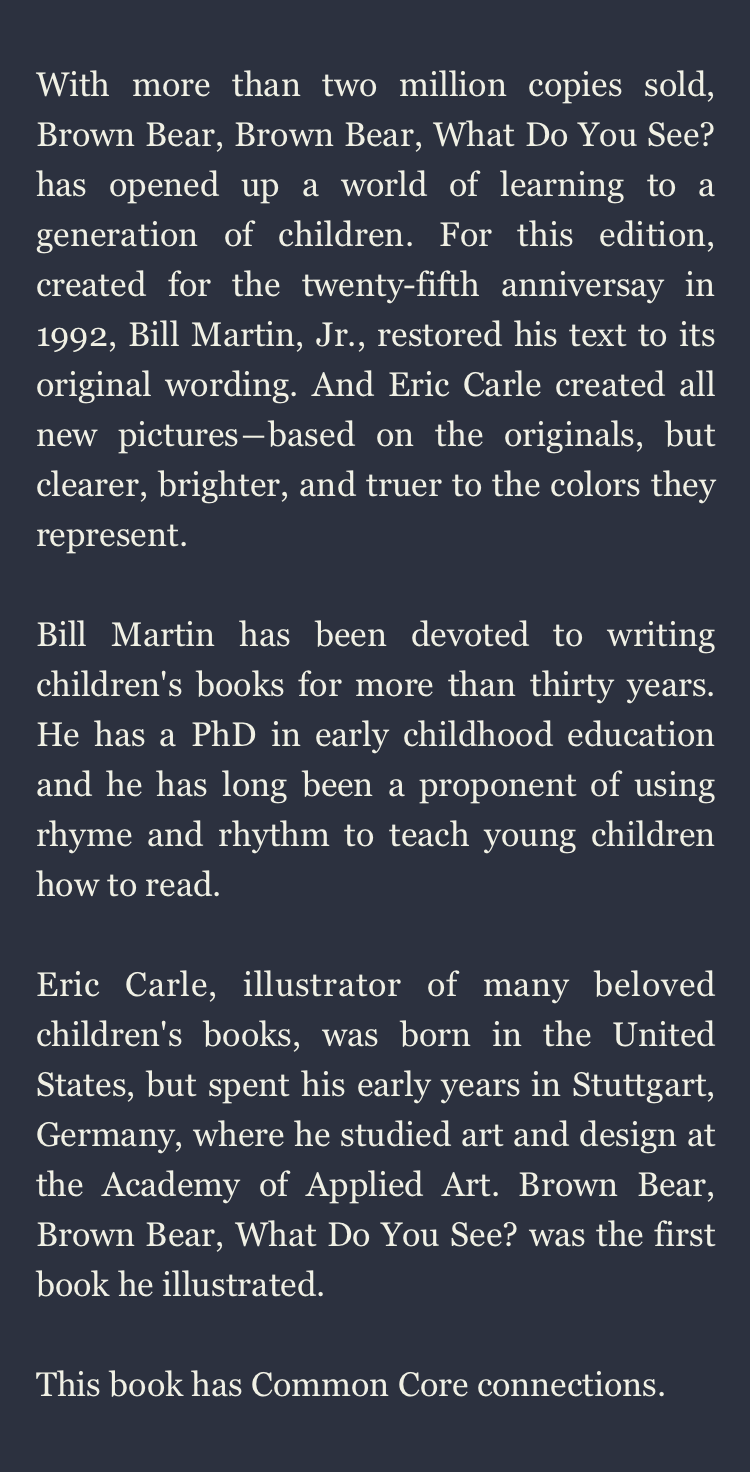 With more than two million copies sold,
Brown Bear, Brown Bear, What Do You See?
has opened up a world of learning to a
generation of children. For this edition,
created for the twenty-fifth anniversay in
1992, Bill Martin, Jr., restored his text to its
original wording. And Eric Carle created all
new pictures—based on the originals, but
clearer, brighter, and truer to the colors they
represent.

Bill Martin has been devoted to writing
children's books for more than thirty years.
He has a PhD in early childhood education
and he has long been a proponent of using
rhyme and rhythm to teach young children
how to read.

Eric Carle, illustrator of many beloved
children's books, was born in the United
States, but spent his early years in Stuttgart,
Germany, where he studied art and design at
the Academy of Applied Art. Brown Bear,
Brown Bear, What Do You See? was the first
book he illustrated.

This book has Common Core connections.